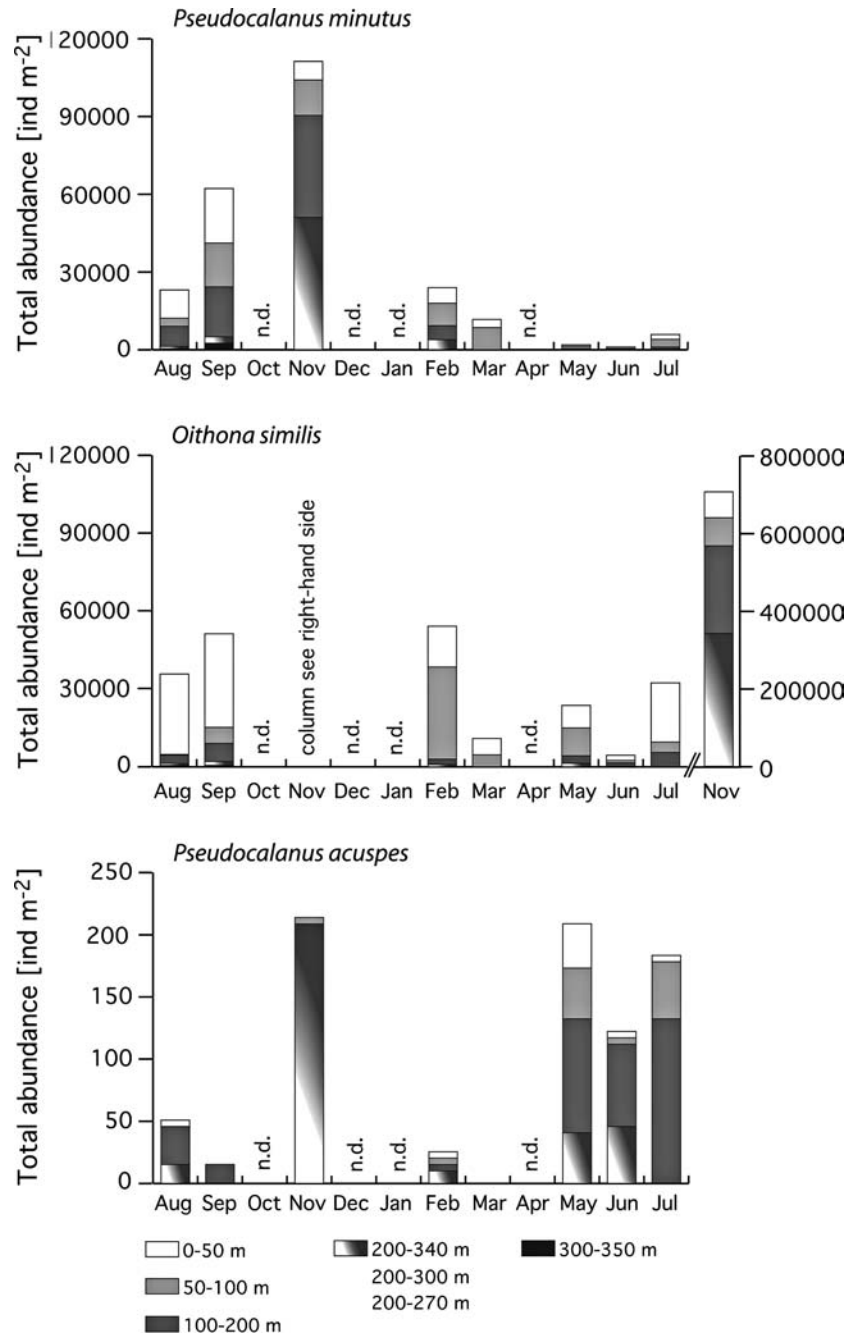 Pseudocalanus minutus
Total abundance [ind m-2]
120000
90000
60000
30000
0
n.d.
n.d.
n.d.
n.d.
Aug Sep Oct Nov Dec Jan Feb Mar Apr May Jun Jul
Oithona similis
Total abundance [ind m-2]
120000
90000
60000
30000
0
n.d.
column see right-hand side
n.d.
n.d.
n.d.
800000
600000
400000
200000
0
Aug Sep Oct Nov Dec Jan Feb Mar Apr May Jun Jul Nov
Pseudocalanus acuspes
Total abundance [ind m-2]
250
200
150
100
50
0
n.d.
n.d.
n.d.
n.d.
Aug Sep Oct Nov Dec Jan Feb Mar Apr May Jun Jul
0-50 m
50-100 m
100-200 m
200-340 m
200-300 m
200-270 m
300-350 m